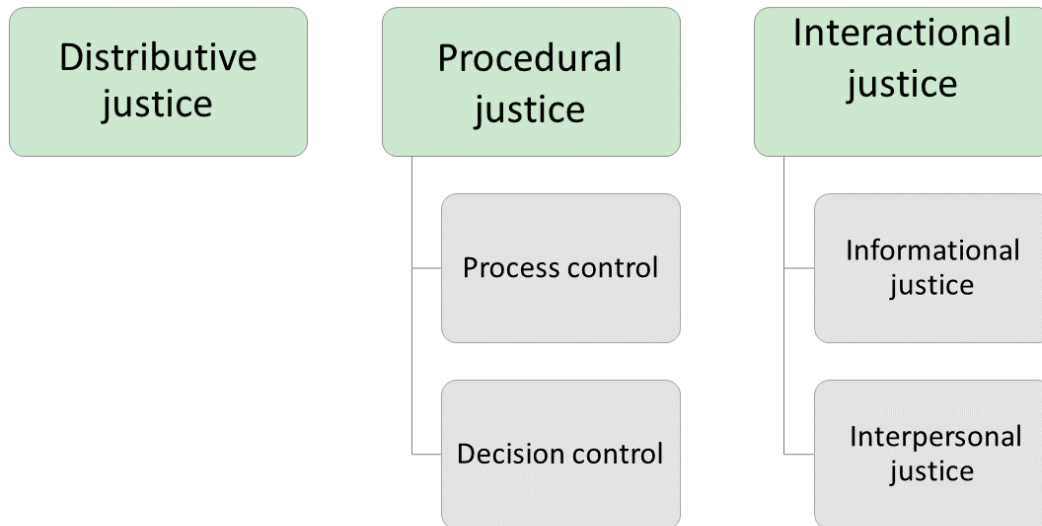 Distributive
justice
Procedural
justice
Interactional
justice
Process control
Decision control
Informational
justice
Interpersonal
justice